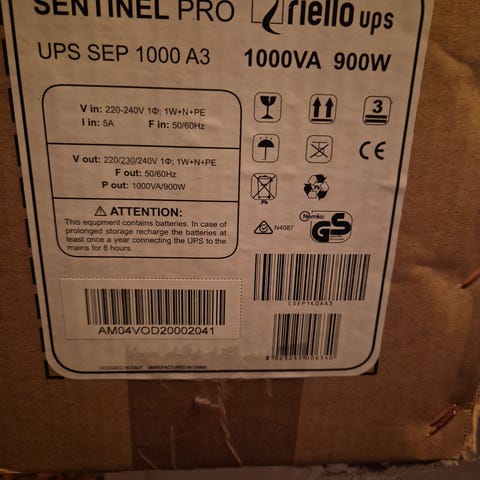 SENTINEL PRO
riello ups
UPS SEP 1000 A3
1000VA 900W
V in: 220-240V 1Φ; 1W+N+PE
I in: 5A F in: 50/60Hz
V out: 220/230/240V 1Φ; 1W+N+PE
F out: 50/60Hz
P out: 1000VA/900W
3
CE
Pb
⚠ ATTENTION:
This equpment contains batteries. In case of
prolonged storage recharge the batteries at
least once a year connecting the UPS to the
mains for 8 hours.
N4087
Nemko
GS
CSEP1K0AA3
AM04VOD20002041
DESIGNED IN ITALY MANUFACTURED IN CHINA